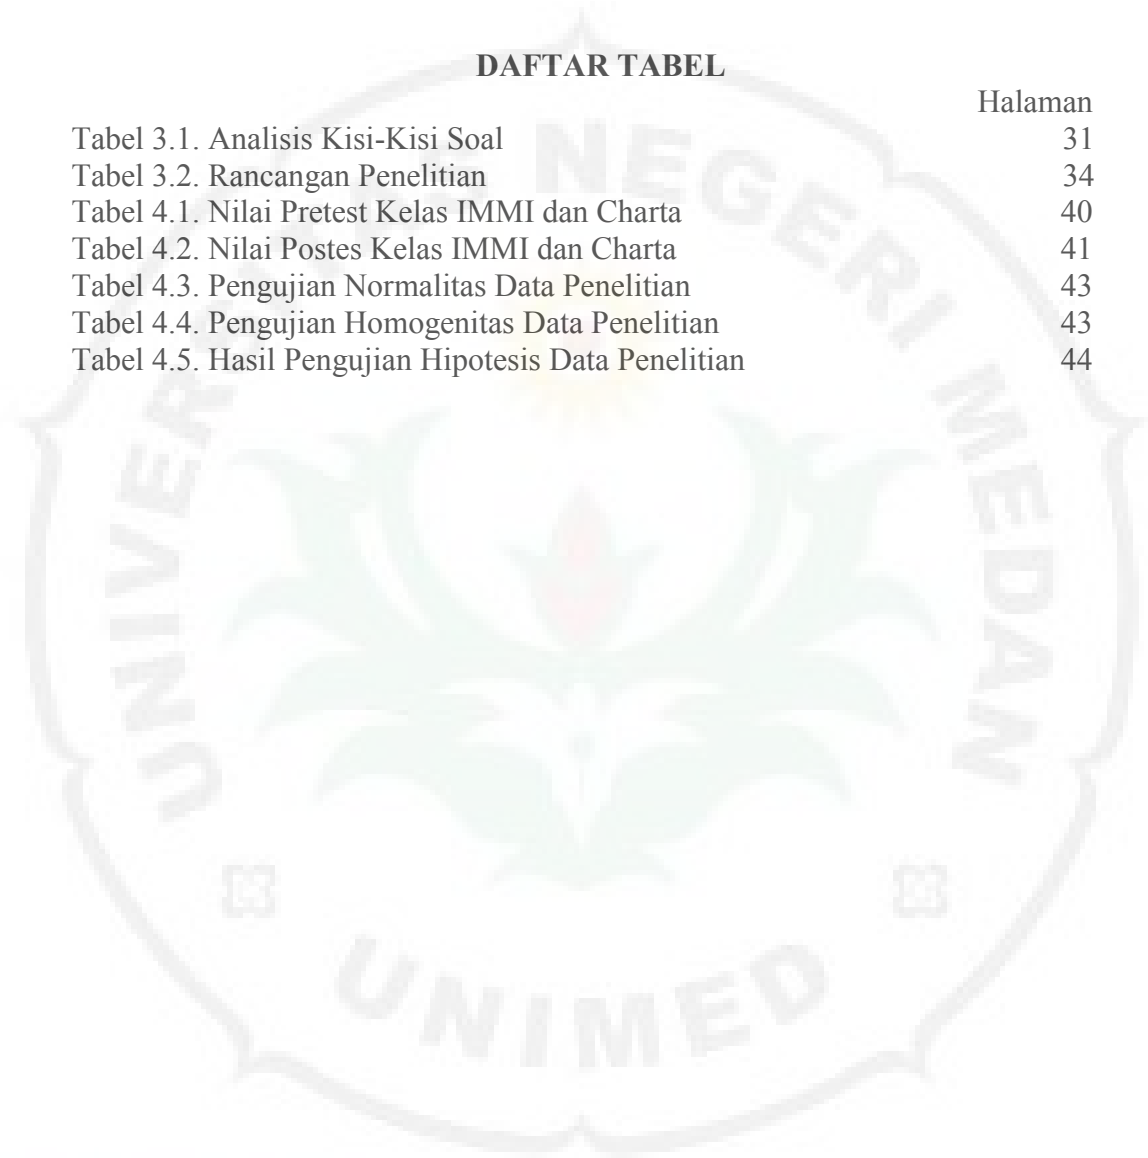 DAFTAR TABEL
Halaman
Tabel 3.1. Analisis Kisi-Kisi Soal 31
Tabel 3.2. Rancangan Penelitian 34
Tabel 4.1. Nilai Pretest Kelas IMMI dan Charta 40
Tabel 4.2. Nilai Postes Kelas IMMI dan Charta 41
Tabel 4.3. Pengujian Normalitas Data Penelitian 43
Tabel 4.4. Pengujian Homogenitas Data Penelitian 43
Tabel 4.5. Hasil Pengujian Hipotesis Data Penelitian 44
UNIVERSITAS NEGERI MEDAN
UNIMED